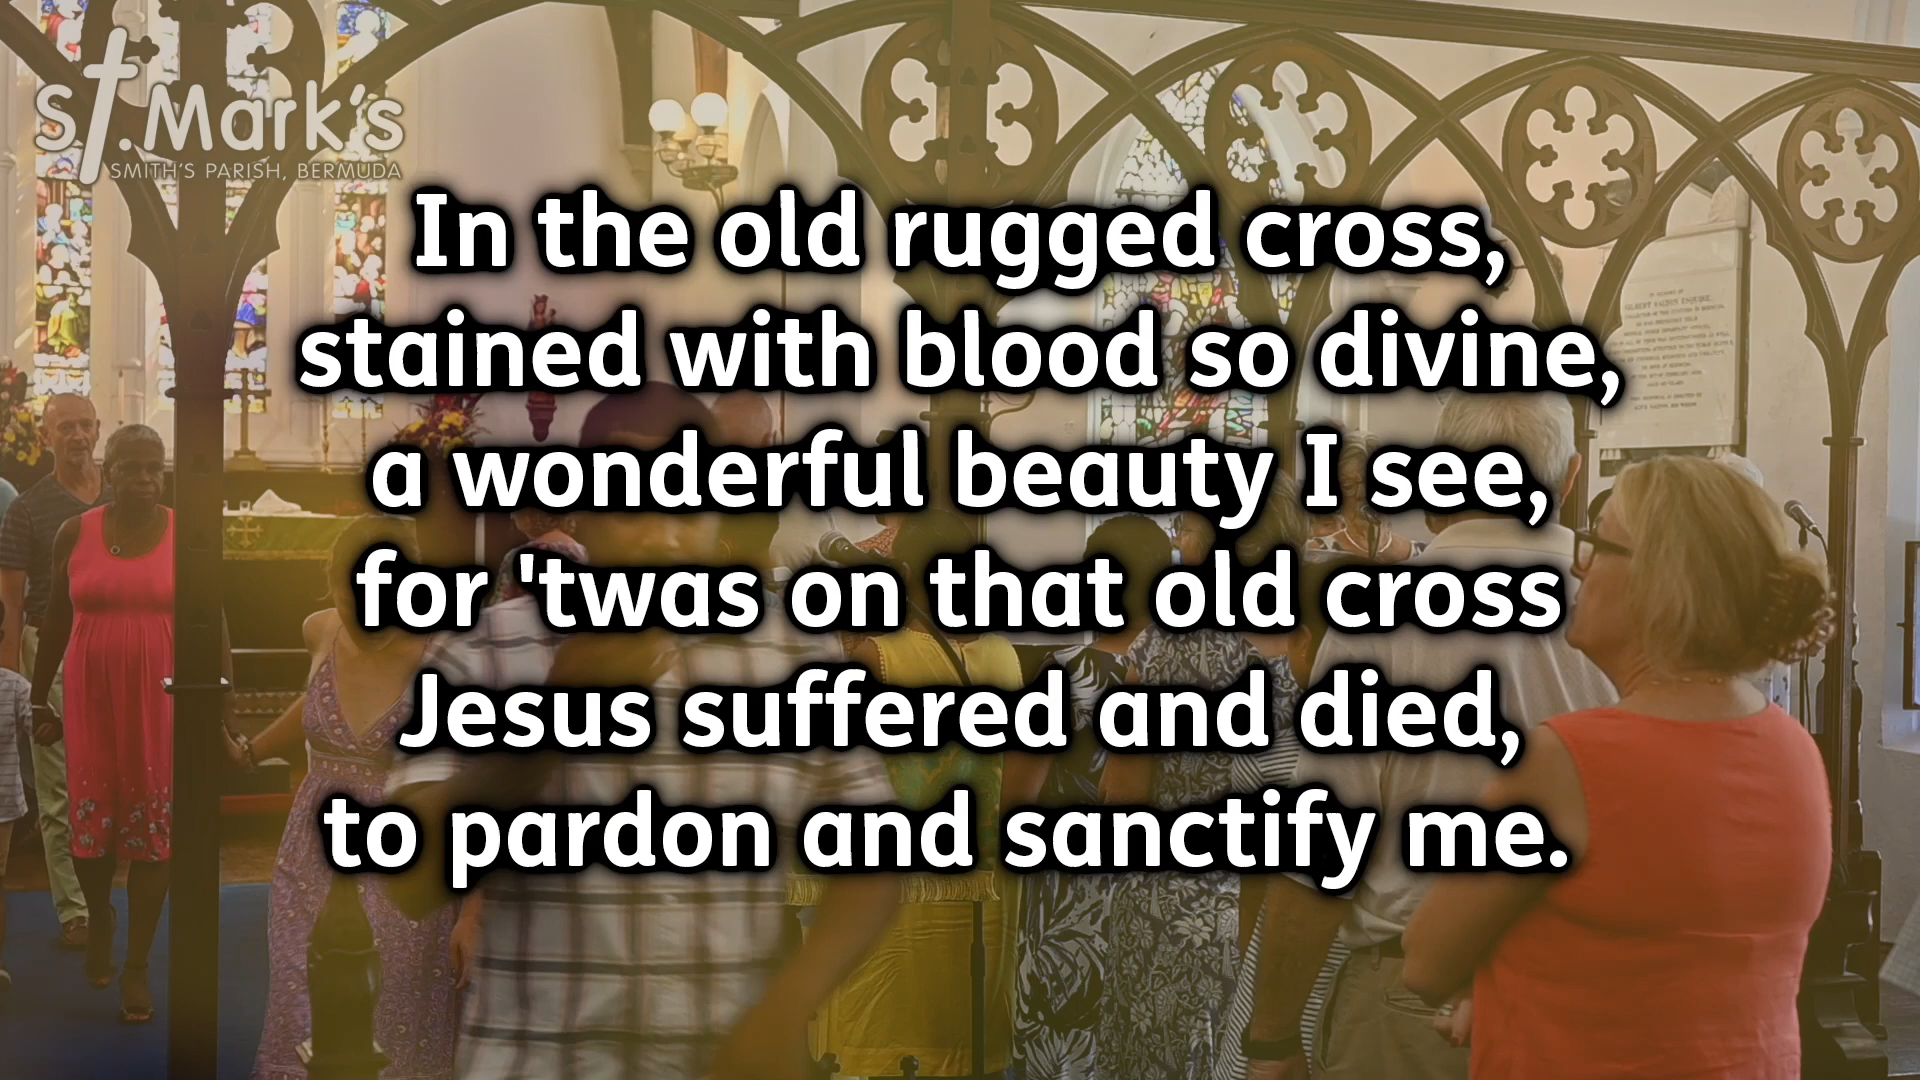 St. Mark's
SMITH'S PARISH, BERMUDA
In the old rugged cross,
stained with blood so divine,
a wonderful beauty I see,
for 'twas on that old cross
Jesus suffered and died,
to pardon and sanctify me.